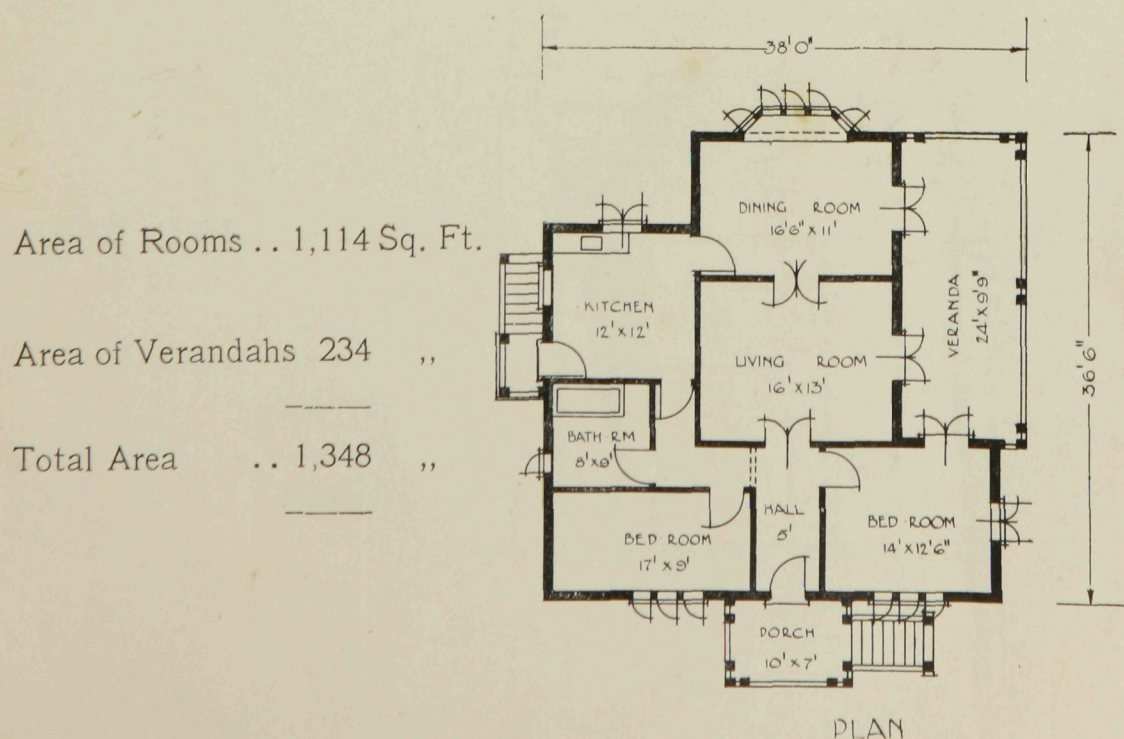 Area of Rooms .. 1,114 Sq. Ft.
Area of Verandahs 234 „
Total Area .. 1,348 „
38'0"
DINING ROOM
16'6" X 11'
KITCHEN
12' X 12'
VERANDA
24' X 9'9"
LIVING ROOM
16' X 13'
36'6"
BATH·RM
8' X 9'
HALL
5'
BED ROOM
17' X 9'
BED·ROOM
14' X 12'6"
PORCH
10' X 7'
PLAN